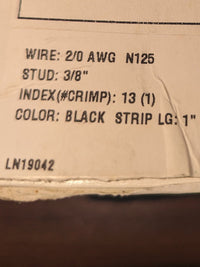 WIRE: 2/0 AWG N125
STUD: 3/8"
INDEX(#CRIMP): 13 (1)
COLOR: BLACK STRIP LG: 1"
LN19042